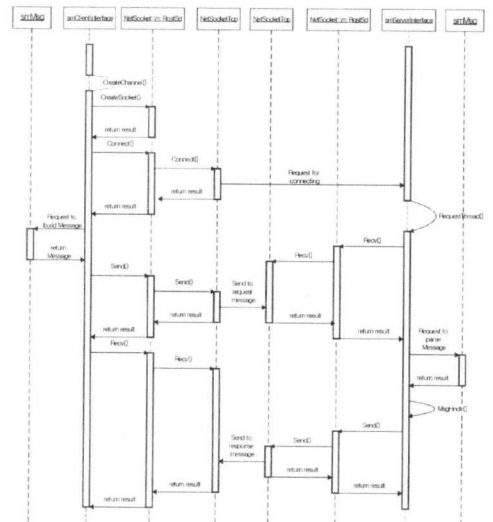 smMsg
smClientInterface
NetSocketTcp
NetSocketTcp
smServerInterface
smMsg
CreateChannel()
CreateSocket()
return result
Connect()
Connect()
Request for
connecting
return result
return result
RequestThread()
Request to
build Message
return
Message
Recv()
Recv()
Send()
Send()
Send to
request
message
return result
return result
return result
return result
Request to
parse
Message
Recv()
Recv()
return result
MsgHndlr()
Send()
Send()
Send to
response
message
return result
return result
return result
return result